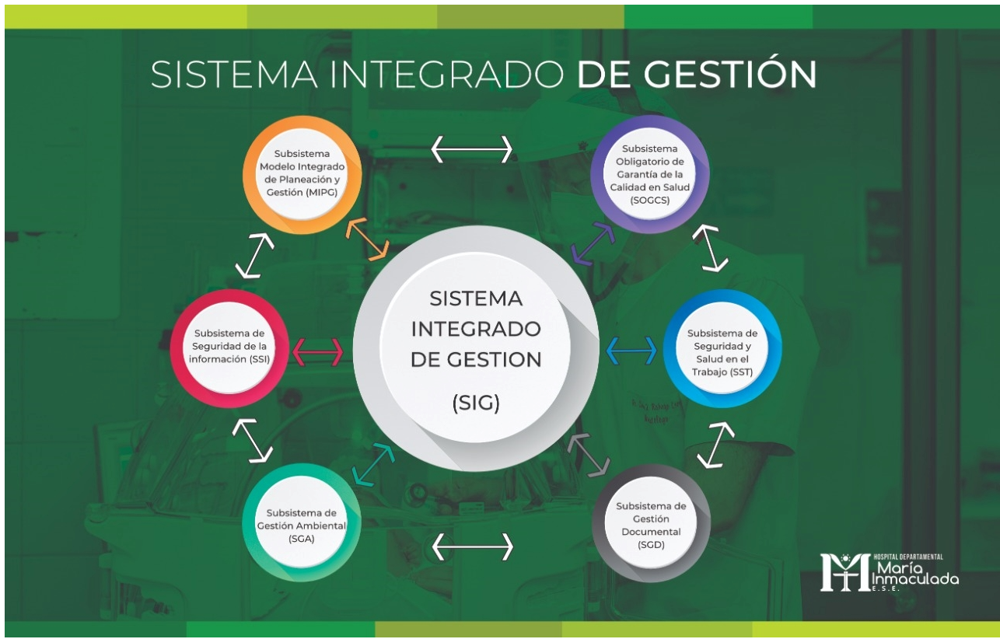 SISTEMA INTEGRADO DE GESTIÓN
Subsistema
Modelo Integrado
de Planeación y
Gestión (MIPG)
Subsistema
Obligatorio de
Garantía de la
Calidad en Salud
(SOGCS)
SISTEMA
INTEGRADO
DE GESTION
(SIG)
Subsistema de
Seguridad de la
información (SSI)
Subsistema de
Seguridad y
Salud en el
Trabajo (SST)
Subsistema de
Gestión Ambiental
(SGA)
Subsistema de
Gestión
Documental
(SGD)
HOSPITAL DEPARTAMENTAL
María
Inmaculada
E.S.E.